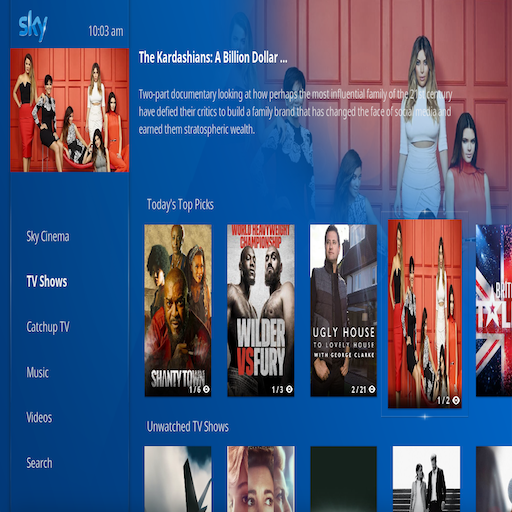 sky
10:03 am
The Kardashians: A Billion Dollar ...
Two-part documentary looking at how perhaps the most influential family of the 21st century
have defied their critics to build a family brand that has changed the face of social media and
earned them stratospheric wealth.
Today's Top Picks
Sky Cinema
TV Shows
Catchup TV
Music
Videos
Search
SHANTY TOWN
1/6
WORLD HEAVYWEIGHT
CHAMPIONSHIP
WILDER
VS FURY
1/3
UGLY HOUSE
TO LOVELY HOUSE
WITH GEORGE CLARKE
2/21
1/2
Unwatched TV Shows